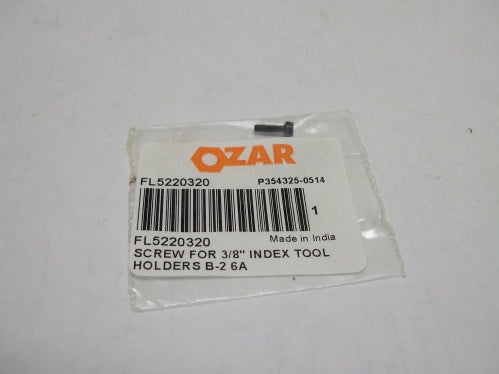 OZAR
FL5220320 P354325-0514
1
FL5220320 Made in India
SCREW FOR 3/8" INDEX TOOL
HOLDERS B-2 6A